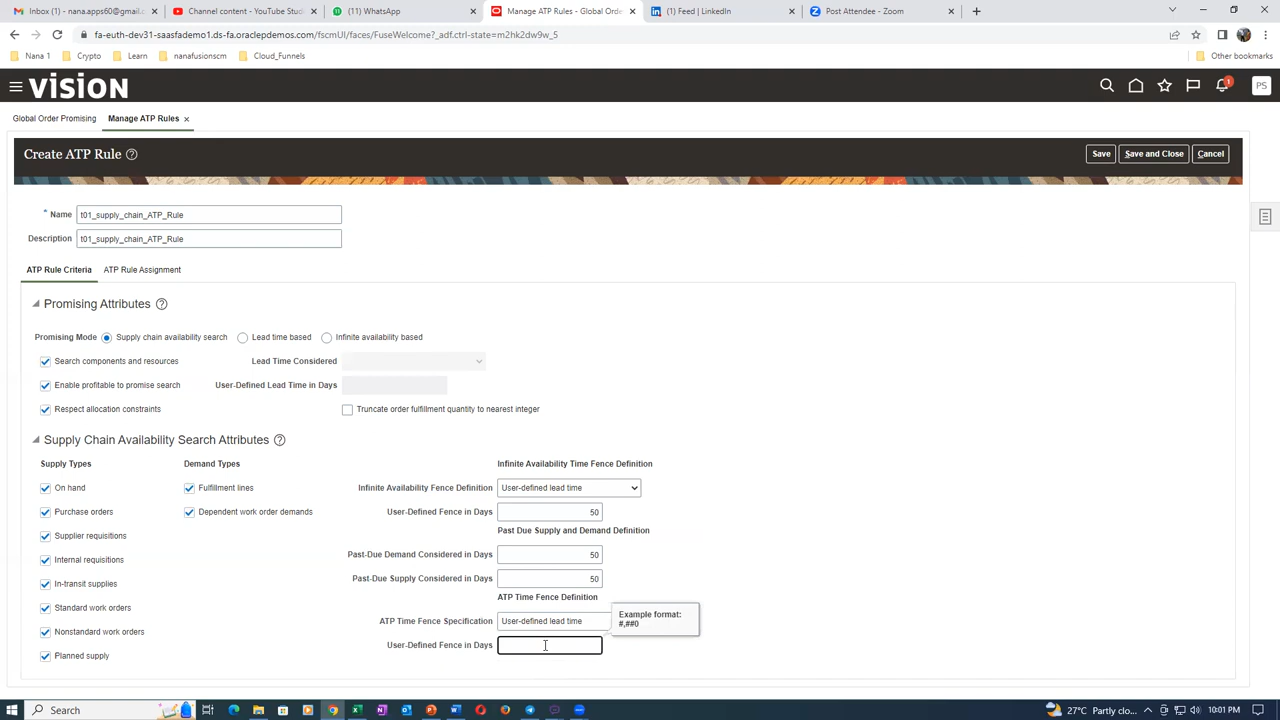 Inbox (1) - nana.apps60@gmail.c
Channel content - YouTube Studi
(11) WhatsApp
Manage ATP Rules - Global Order
(1) Feed | LinkedIn
Post Attendee - Zoom
fa-euth-dev31-saasfademo1.ds-fa.oraclepdemos.com/fscmUI/faces/FuseWelcome?_adf.ctrl-state=m2hk2dw9w_5
Nana 1
Crypto
Learn
nanafusionscm
Cloud_Funnels
Other bookmarks
VISION
1
PS
Global Order Promising
Manage ATP Rules
Create ATP Rule
Save
Save and Close
Cancel
* Name t01_supply_chain_ATP_Rule
Description t01_supply_chain_ATP_Rule
ATP Rule Criteria
ATP Rule Assignment
Promising Attributes
Promising Mode Supply chain availability search Lead time based Infinite availability based
Search components and resources
Lead Time Considered
Enable profitable to promise search
User-Defined Lead Time in Days
Respect allocation constraints
Truncate order fulfillment quantity to nearest integer
Supply Chain Availability Search Attributes
Supply Types
Demand Types
Infinite Availability Time Fence Definition
On hand
Fulfillment lines
Infinite Availability Fence Definition User-defined lead time
Purchase orders
Dependent work order demands
User-Defined Fence in Days 50
Past Due Supply and Demand Definition
Supplier requisitions
Past-Due Demand Considered in Days 50
Internal requisitions
Past-Due Supply Considered in Days 50
In-transit supplies
ATP Time Fence Definition
Standard work orders
Example format:
#,##0
ATP Time Fence Specification User-defined lead time
Nonstandard work orders
User-Defined Fence in Days
Planned supply
Search
27°C Partly clo...
10:01 PM